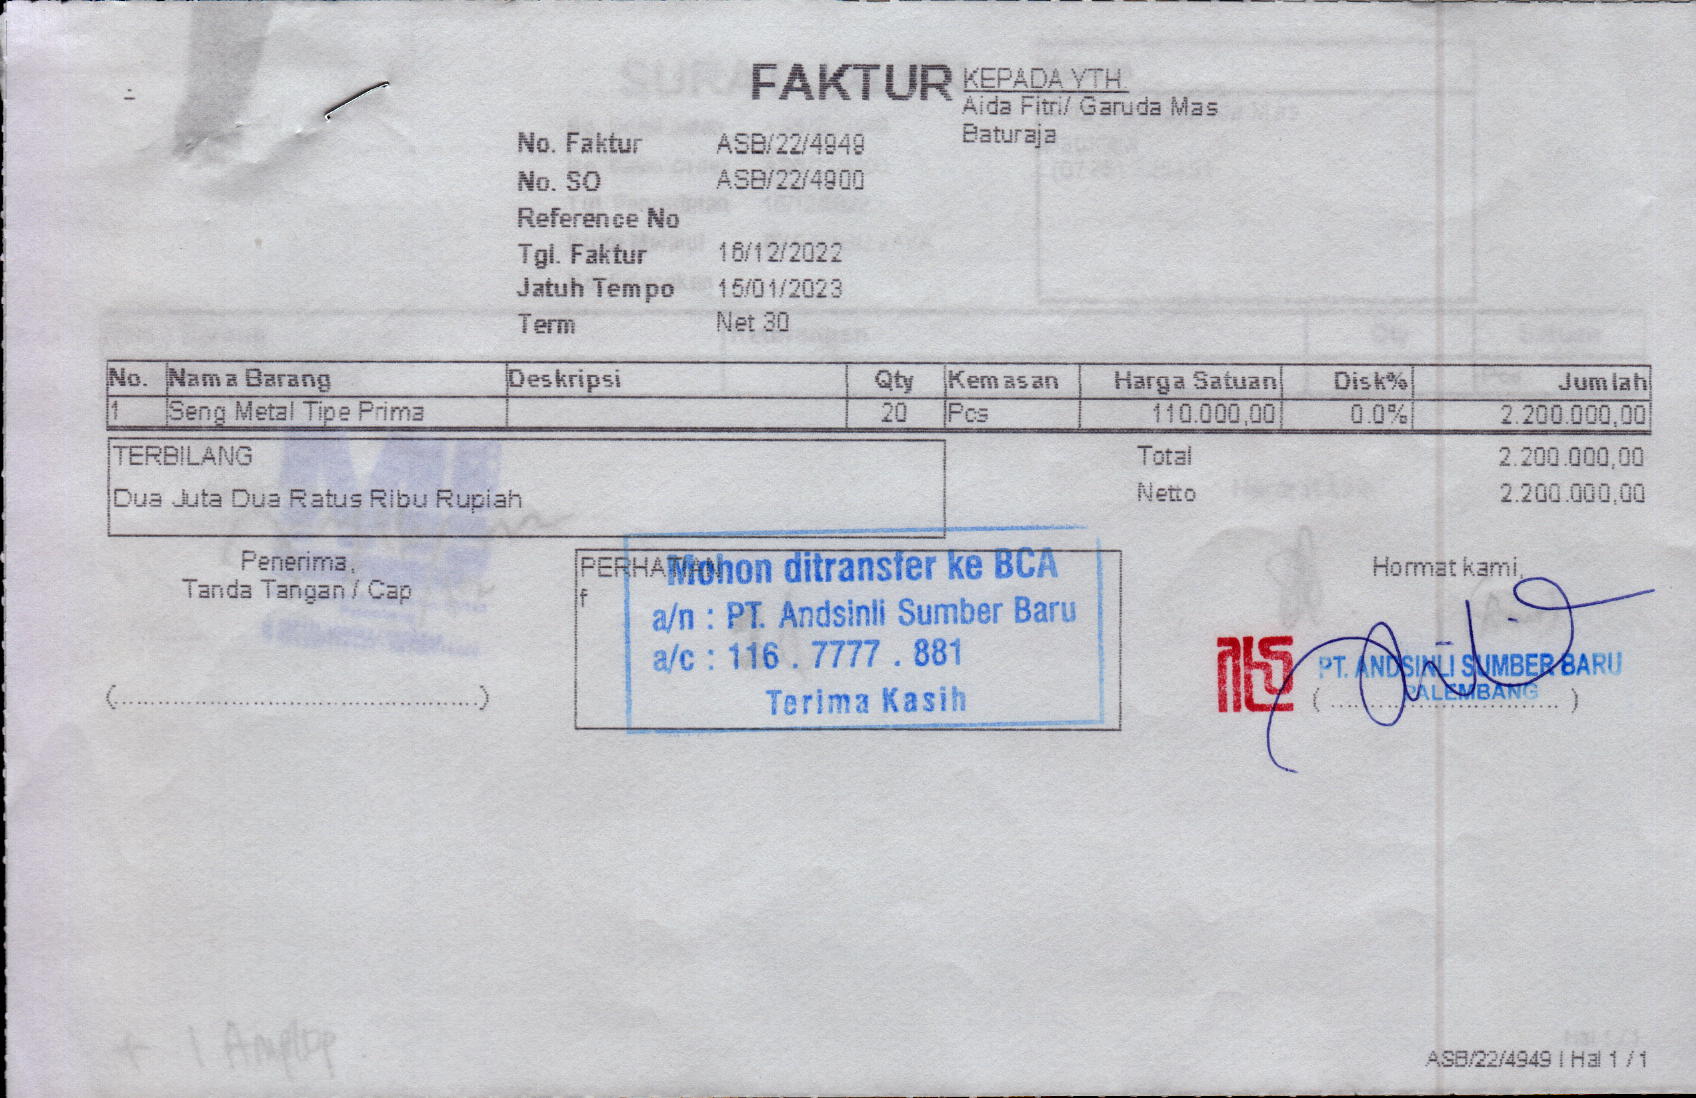 FAKTUR
KEPADA YTH.
Aida Fitri/ Garuda Mas
Baturaja
No. Faktur ASB/22/4949
No. SO ASB/22/4900
Reference No
Tgl. Faktur 16/12/2022
Jatuh Tempo 15/01/2023
Term Net 30
No. Nama Barang Deskripsi Qty Kemasan Harga Satuan Disk% Jumlah
1 Seng Metal Tipe Prima 20 Pcs 110.000,00 0.0% 2.200.000,00
TERBILANG Total 2.200.000,00
Dua Juta Dua Ratus Ribu Rupiah Netto 2.200.000,00
Penerima,
Tanda Tangan / Cap
(..........................................................)
PERHATIAN
f
Mohon ditransfer ke BCA
a/n : PT. Andsinli Sumber Baru
a/c : 116 . 7777 . 881
Terima Kasih
Hormat kami,
PT. ANDSINLI SUMBER BARU
PALEMBANG
( .................................... )
+ 1 Amplop
ASB/22/4949 | Hal 1 / 1